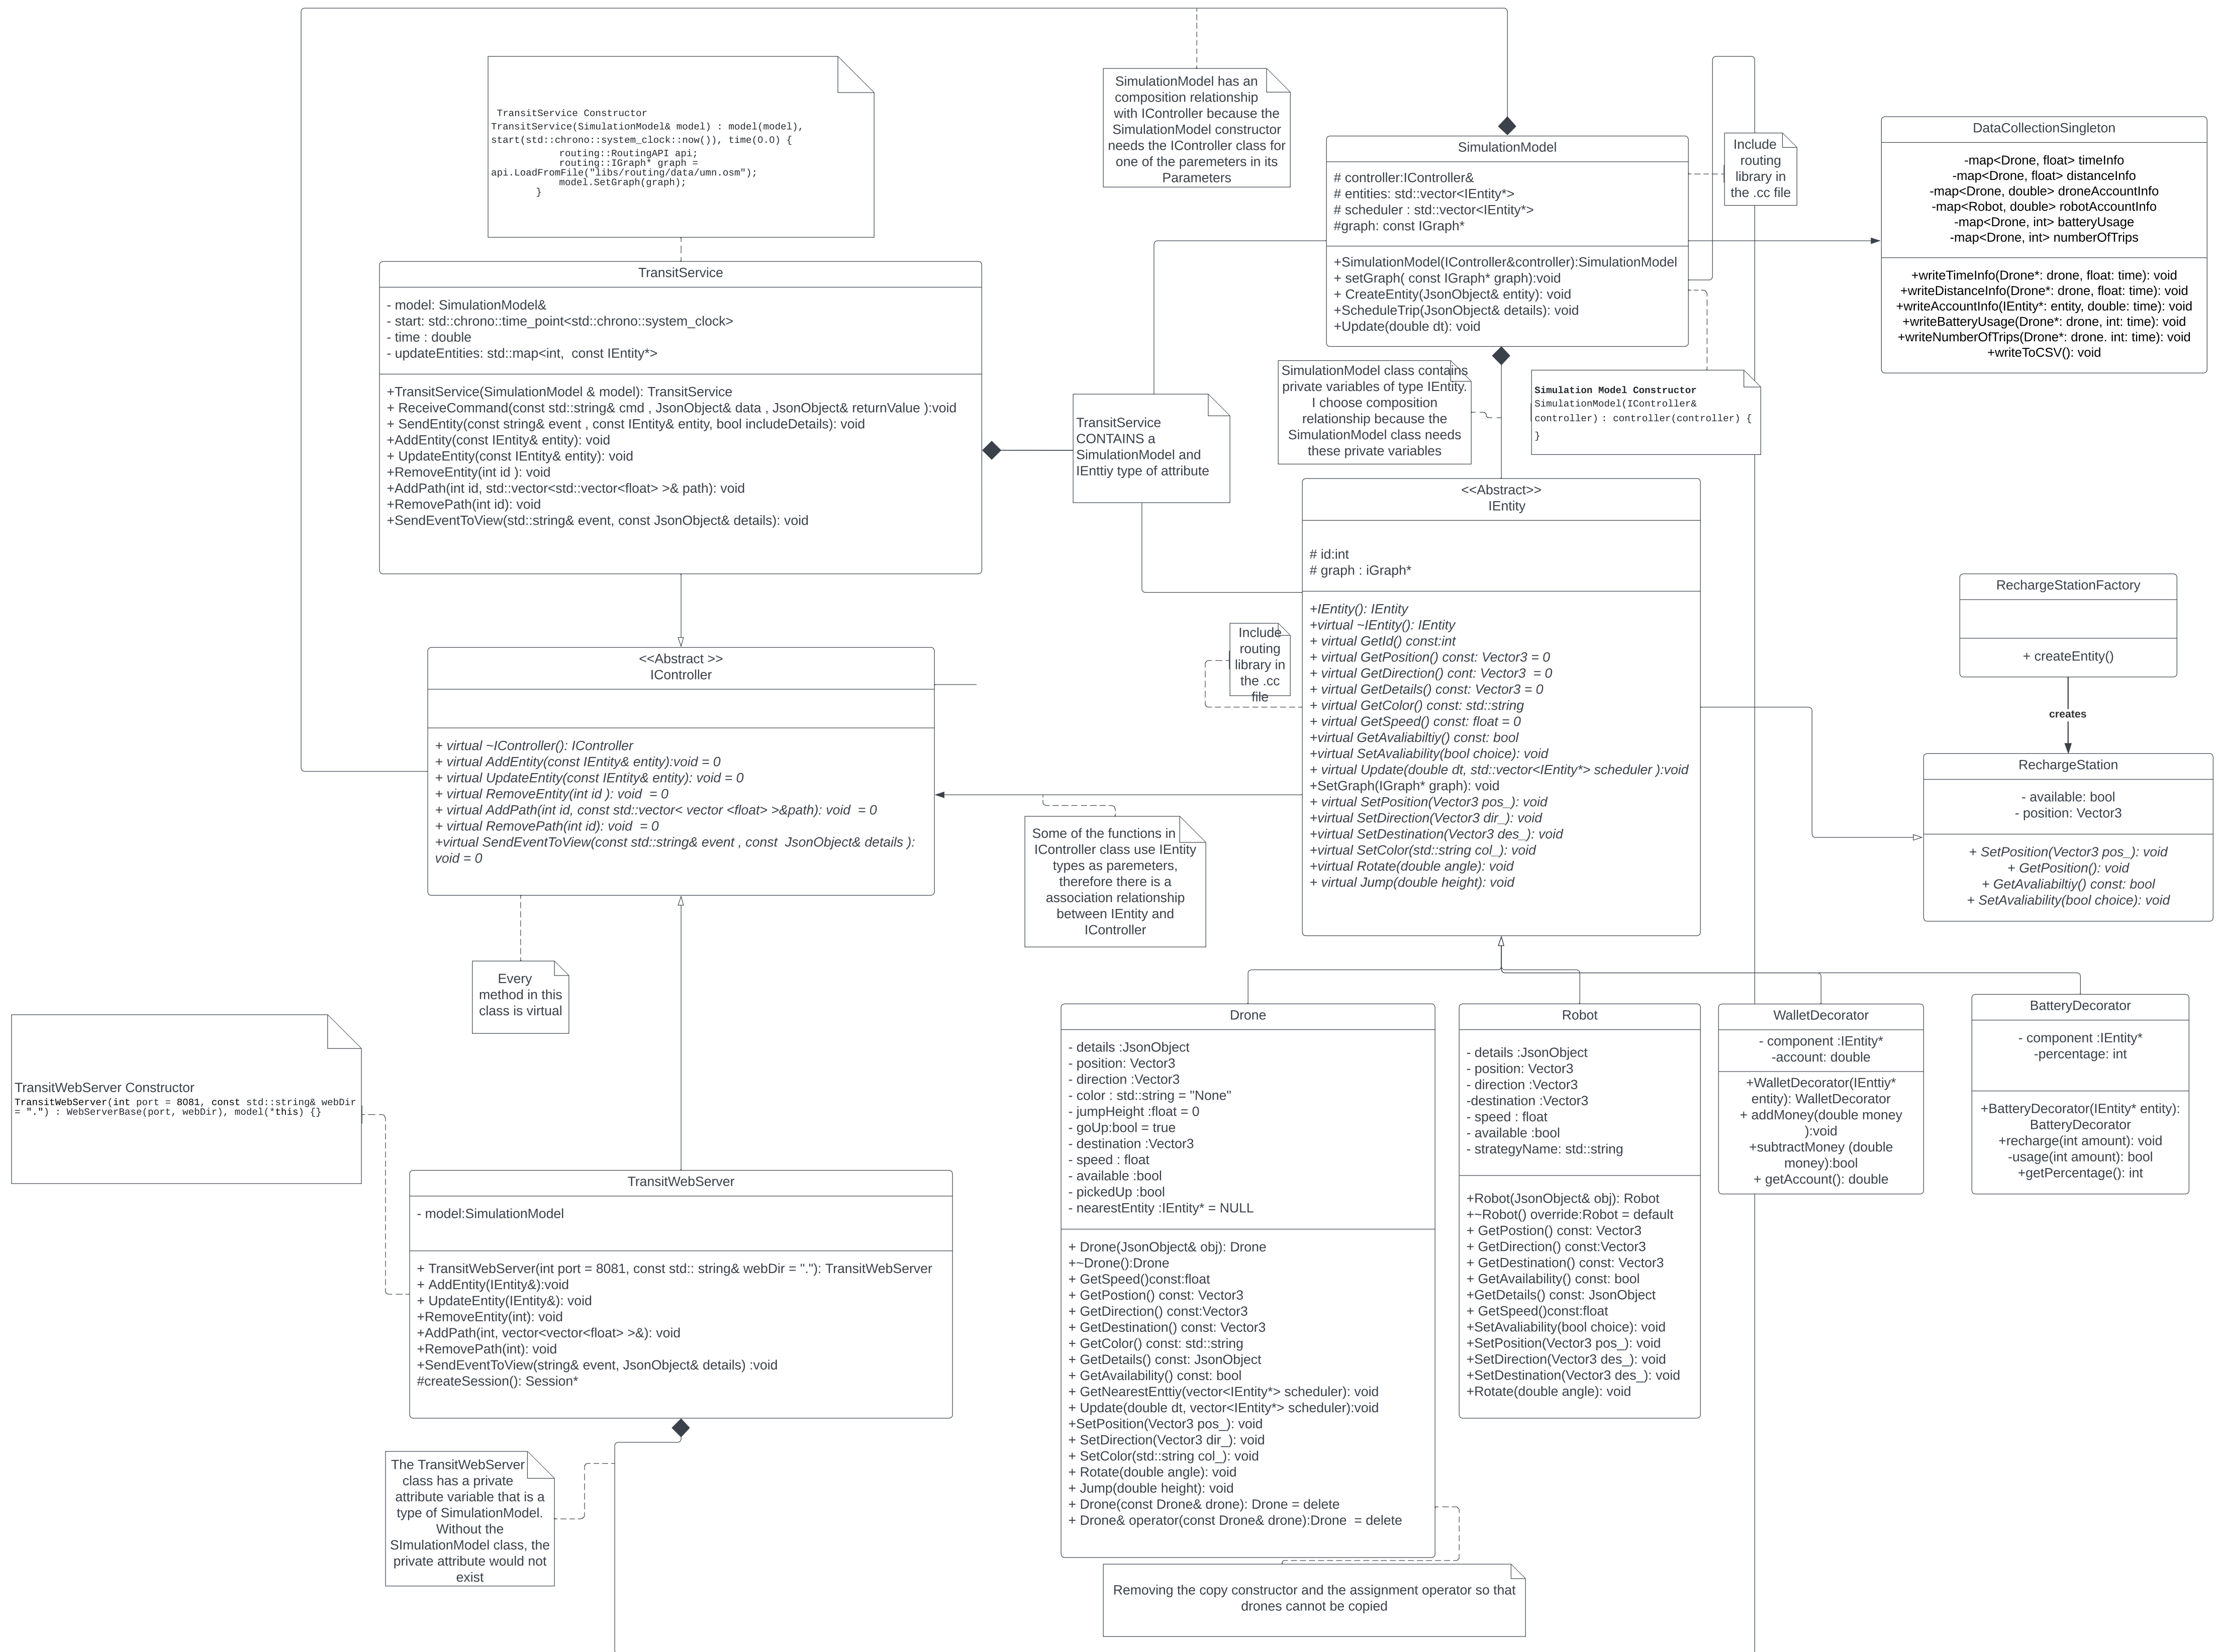 TransitService Constructor
TransitService(SimulationModel& model) : model(model),
start(std::chrono::system_clock::now()), time(0.0) {
routing::RoutingAPI api;
routing::IGraph* graph =
api.LoadFromFile("libs/routing/data/umn.osm");
model.SetGraph(graph);
}
SimulationModel has an
composition relationship
with IController because the
SimulationModel constructor
needs the IController class for
one of the paremeters in its
Parameters
SimulationModel
# controller:IController&
# entities: std::vector<IEntity*>
# scheduler : std::vector<IEntity*>
#graph: const IGraph*
+SimulationModel(IController&controller):SimulationModel
+ setGraph( const IGraph* graph):void
+ CreateEntity(JsonObject& entity): void
+ScheduleTrip(JsonObject& details): void
+Update(double dt): void
Include
routing
library in
the .cc file
DataCollectionSingleton
-map<Drone, float> timeInfo
-map<Drone, float> distanceInfo
-map<Drone, double> droneAccountInfo
-map<Robot, double> robotAccountInfo
-map<Drone, int> batteryUsage
-map<Drone, int> numberOfTrips
+writeTimeInfo(Drone*: drone, float: time): void
+writeDistanceInfo(Drone*: drone, float: time): void
+writeAccountInfo(IEntity*: entity, double: time): void
+writeBatteryUsage(Drone*: drone, int: time): void
+writeNumberOfTrips(Drone*: drone. int: time): void
+writeToCSV(): void
TransitService
- model: SimulationModel&
- start: std::chrono::time_point<std::chrono::system_clock>
- time : double
- updateEntities: std::map<int,  const IEntity*>
+TransitService(SimulationModel & model): TransitService
+ ReceiveCommand(const std::string& cmd , JsonObject& data , JsonObject& returnValue ):void
+ SendEntity(const string& event , const IEntity& entity, bool includeDetails): void
+AddEntity(const IEntity& entity): void
+ UpdateEntity(const IEntity& entity): void
+RemoveEntity(int id ): void
+AddPath(int id, std::vector<std::vector<float> >& path): void
+RemovePath(int id): void
+SendEventToView(std::string& event, const JsonObject& details): void
TransitService
CONTAINS a
SimulationModel and
IEnttiy type of attribute
SimulationModel class contains
private variables of type IEntity.
I choose composition
relationship because the
SimulationModel class needs
these private variables
Simulation Model Constructor
SimulationModel(IController&
controller) : controller(controller) {
}
<<Abstract>>
IEntity
# id:int
# graph : iGraph*
+IEntity(): IEntity
+virtual ~IEntity(): IEntity
+ virtual GetId() const:int
+ virtual GetPosition() const: Vector3 = 0
+ virtual GetDirection() cont: Vector3  = 0
+ virtual GetDetails() const: Vector3 = 0
+ virtual GetColor() const: std::string
+ virtual GetSpeed() const: float = 0
+virtual GetAvaliabiltiy() const: bool
+virtual SetAvaliability(bool choice): void
+ virtual Update(double dt, std::vector<IEntity*> scheduler ):void
+SetGraph(IGraph* graph): void
+ virtual SetPosition(Vector3 pos_): void
+virtual SetDirection(Vector3 dir_): void
+virtual SetDestination(Vector3 des_): void
+virtual SetColor(std::string col_): void
+virtual Rotate(double angle): void
+ virtual Jump(double height): void
Include
routing
library in
the .cc
file
RechargeStationFactory
+ createEntity()
creates
RechargeStation
- available: bool
- position: Vector3
+ SetPosition(Vector3 pos_): void
+ GetPosition(): void
+ GetAvaliabiltiy() const: bool
+ SetAvaliability(bool choice): void
<<Abstract >>
IController
+ virtual ~IController(): IController
+ virtual AddEntity(const IEntity& entity):void = 0
+ virtual UpdateEntity(const IEntity& entity): void = 0
+ virtual RemoveEntity(int id ): void  = 0
+ virtual AddPath(int id, const std::vector< vector <float> >&path): void  = 0
+ virtual RemovePath(int id): void  = 0
+virtual SendEventToView(const std::string& event , const  JsonObject& details ):
void = 0
Some of the functions in
IController class use IEntity
types as paremeters,
therefore there is a
association relationship
between IEntity and
IController
Every
method in this
class is virtual
TransitWebServer Constructor
TransitWebServer(int port = 8081, const std::string& webDir
= ".") : WebServerBase(port, webDir), model(*this) {}
TransitWebServer
- model:SimulationModel
+ TransitWebServer(int port = 8081, const std:: string& webDir = "."): TransitWebServer
+ AddEntity(IEntity&):void
+ UpdateEntity(IEntity&): void
+RemoveEntity(int): void
+AddPath(int, vector<vector<float> >&): void
+RemovePath(int): void
+SendEventToView(string& event, JsonObject& details) :void
#createSession(): Session*
The TransitWebServer
class has a private
attribute variable that is a
type of SimulationModel.
Without the
SImulationModel class, the
private attribute would not
exist
Drone
- details :JsonObject
- position: Vector3
- direction :Vector3
- color : std::string = "None"
- jumpHeight :float = 0
- goUp:bool = true
- destination :Vector3
- speed : float
- available :bool
- pickedUp :bool
- nearestEntity :IEntity* = NULL
+ Drone(JsonObject& obj): Drone
+~Drone():Drone
+ GetSpeed()const:float
+ GetPostion() const: Vector3
+ GetDirection() const:Vector3
+ GetDestination() const: Vector3
+ GetColor() const: std::string
+ GetDetails() const: JsonObject
+ GetAvailability() const: bool
+ GetNearestEnttiy(vector<IEntity*> scheduler): void
+ Update(double dt, vector<IEntity*> scheduler):void
+SetPosition(Vector3 pos_): void
+ SetDirection(Vector3 dir_): void
+ SetColor(std::string col_): void
+ Rotate(double angle): void
+ Jump(double height): void
+ Drone(const Drone& drone): Drone = delete
+ Drone& operator(const Drone& drone):Drone  = delete
Removing the copy constructor and the assignment operator so that
drones cannot be copied
Robot
- details :JsonObject
- position: Vector3
- direction :Vector3
-destination :Vector3
- speed : float
- available :bool
- strategyName: std::string
+Robot(JsonObject& obj): Robot
+~Robot() override:Robot = default
+ GetPostion() const: Vector3
+ GetDirection() const:Vector3
+ GetDestination() const: Vector3
+ GetAvailability() const: bool
+GetDetails() const: JsonObject
+ GetSpeed()const:float
+SetAvaliability(bool choice): void
+SetPosition(Vector3 pos_): void
+SetDirection(Vector3 des_): void
+SetDestination(Vector3 des_): void
+Rotate(double angle): void
WalletDecorator
- component :IEntity*
-account: double
+WalletDecorator(IEnttiy*
entity): WalletDecorator
+ addMoney(double money
):void
+subtractMoney (double
money):bool
+ getAccount(): double
BatteryDecorator
- component :IEntity*
-percentage: int
+BatteryDecorator(IEntity* entity):
BatteryDecorator
+recharge(int amount): void
-usage(int amount): bool
+getPercentage(): int